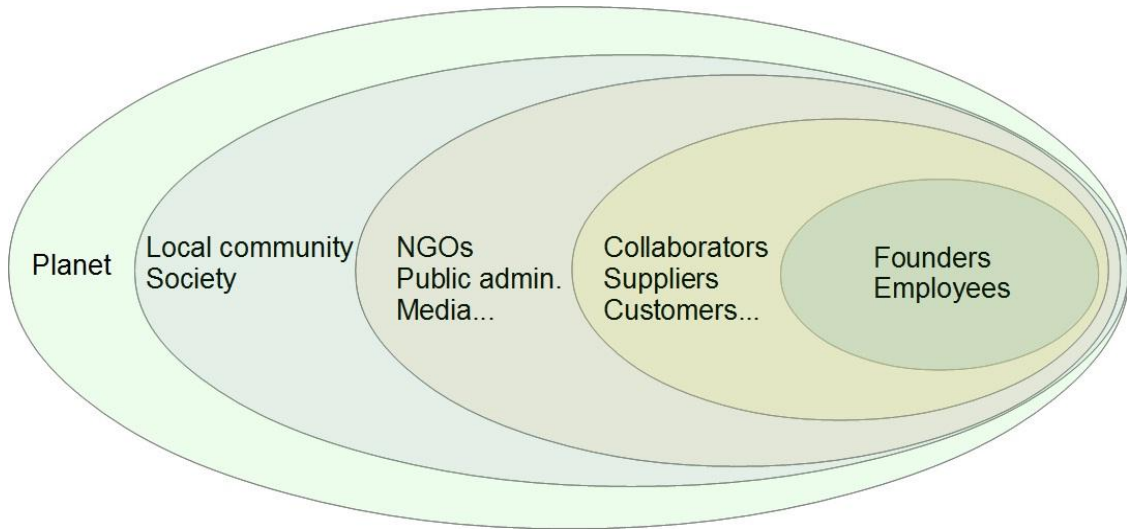 Planet
Local community
Society
NGOs
Public admin.
Media...
Collaborators
Suppliers
Customers...
Founders
Employees